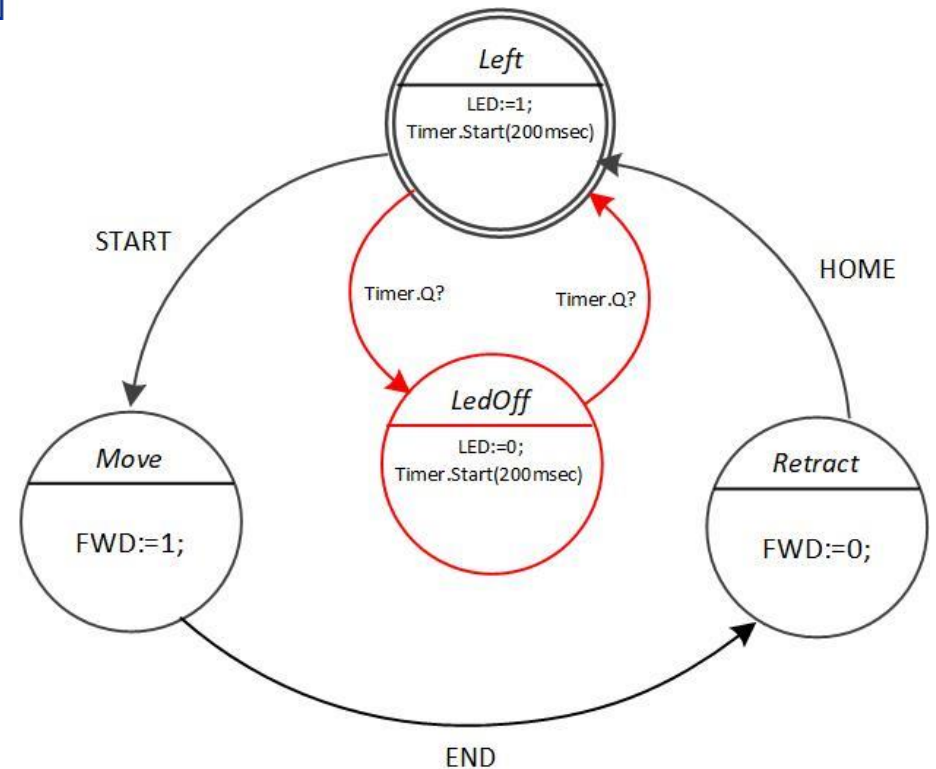 Left
LED:=1;
Timer.Start(200msec)
START
HOME
Timer.Q?
Timer.Q?
LedOff
LED:=0;
Timer.Start(200msec)
Move
FWD:=1;
Retract
FWD:=0;
END